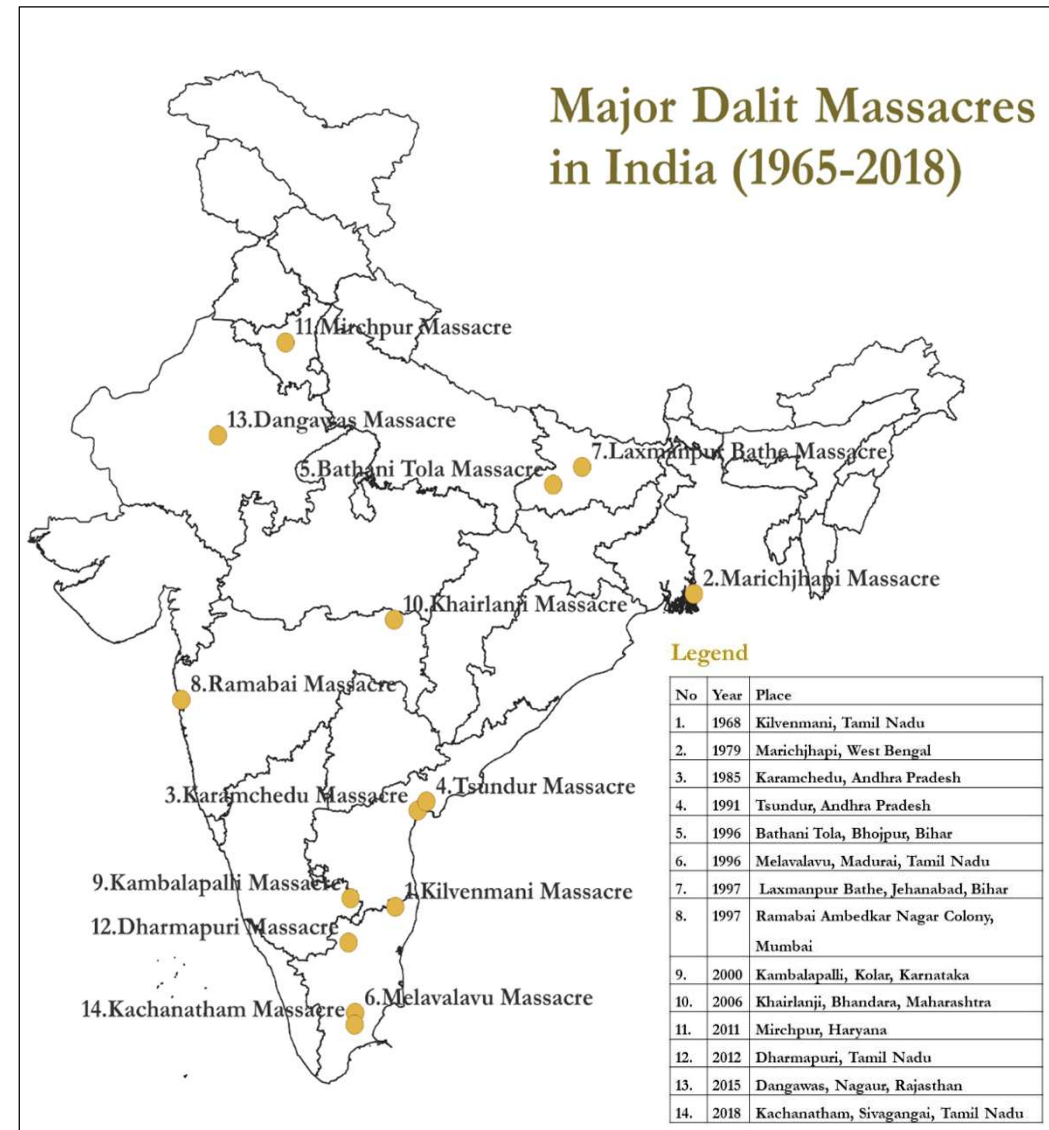 Major Dalit Massacres
in India (1965-2018)
11.Mirchpur Massacre
13.Dangawas Massacre
7.Laxmanpur Bathe Massacre
5.Bathani Tola Massacre
2.Marichjhapi Massacre
10.Khairlanji Massacre
8.Ramabai Massacre
4.Tsundur Massacre
3.Karamchedu Massacre
9.Kambalapalli Massacre
1.Kilvenmani Massacre
12.Dharmapuri Massacre
6.Melavalavu Massacre
14.Kachanatham Massacre
Legend
No Year Place
1. 1968 Kilvenmani, Tamil Nadu
2. 1979 Marichjhapi, West Bengal
3. 1985 Karamchedu, Andhra Pradesh
4. 1991 Tsundur, Andhra Pradesh
5. 1996 Bathani Tola, Bhojpur, Bihar
6. 1996 Melavalavu, Madurai, Tamil Nadu
7. 1997 Laxmanpur Bathe, Jehanabad, Bihar
8. 1997 Ramabai Ambedkar Nagar Colony,
Mumbai
9. 2000 Kambalapalli, Kolar, Karnataka
10. 2006 Khairlanji, Bhandara, Maharashtra
11. 2011 Mirchpur, Haryana
12. 2012 Dharmapuri, Tamil Nadu
13. 2015 Dangawas, Nagaur, Rajasthan
14. 2018 Kachanatham, Sivagangai, Tamil Nadu